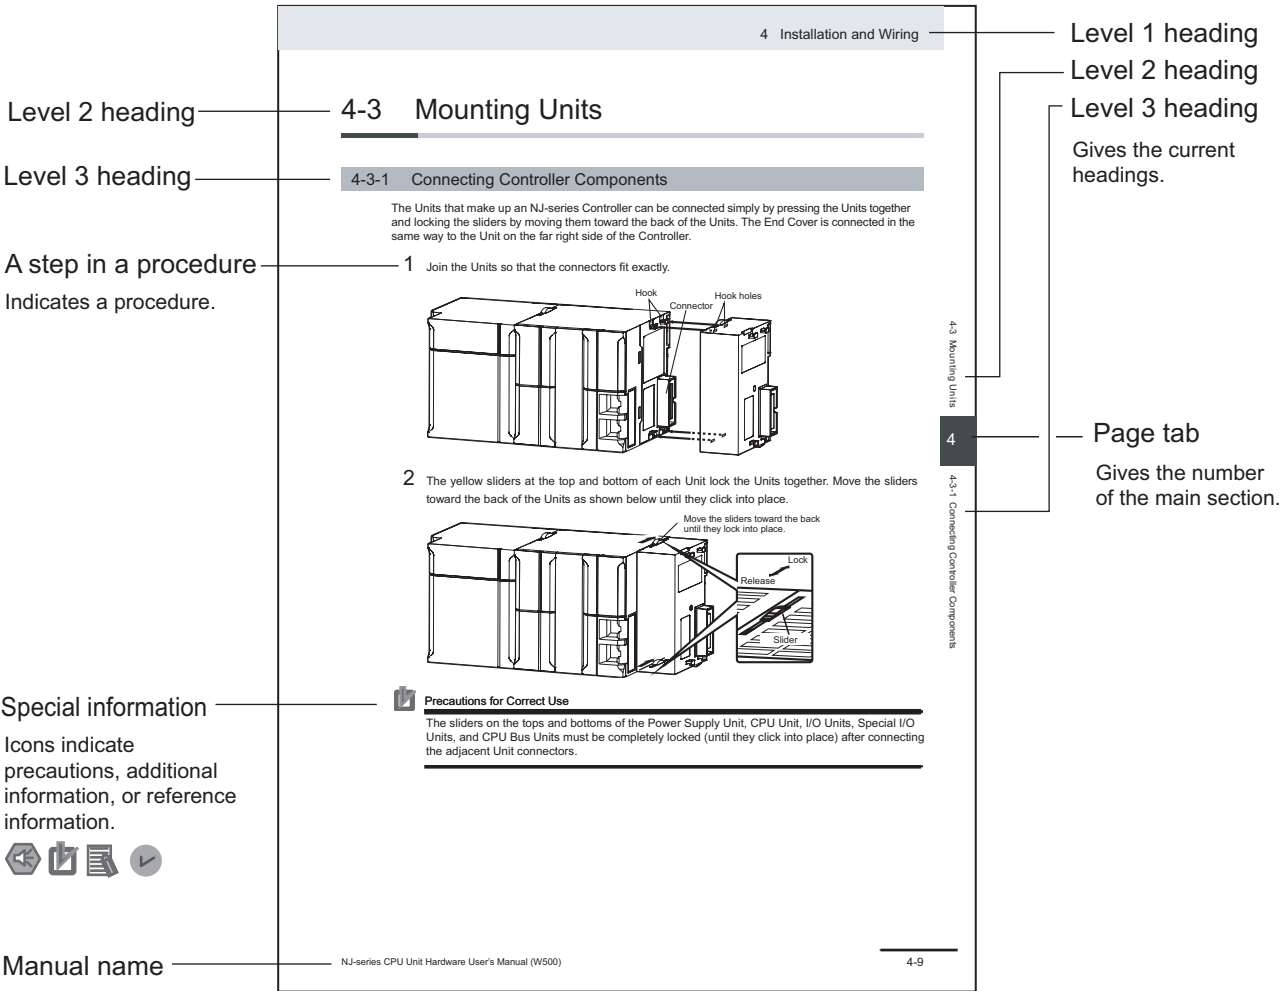 4 Installation and Wiring
Level 1 heading
Level 2 heading
Level 3 heading
Gives the current
headings.
Level 2 heading
4-3 Mounting Units
Level 3 heading
4-3-1 Connecting Controller Components
The Units that make up an NJ-series Controller can be connected simply by pressing the Units together
and locking the sliders by moving them toward the back of the Units. The End Cover is connected in the
same way to the Unit on the far right side of the Controller.
A step in a procedure
Indicates a procedure.
1 Join the Units so that the connectors fit exactly.
Hook
Connector
Hook holes
4-3 Mounting Units
4
Page tab
Gives the number
of the main section.
4-3-1 Connecting Controller Components
2 The yellow sliders at the top and bottom of each Unit lock the Units together. Move the sliders
toward the back of the Units as shown below until they click into place.
Move the sliders toward the back
until they lock into place.
Lock
Release
Slider
Special information
Icons indicate
precautions, additional
information, or reference
information.
Precautions for Correct Use
The sliders on the tops and bottoms of the Power Supply Unit, CPU Unit, I/O Units, Special I/O
Units, and CPU Bus Units must be completely locked (until they click into place) after connecting
the adjacent Unit connectors.
Manual name
NJ-series CPU Unit Hardware User's Manual (W500)
4-9